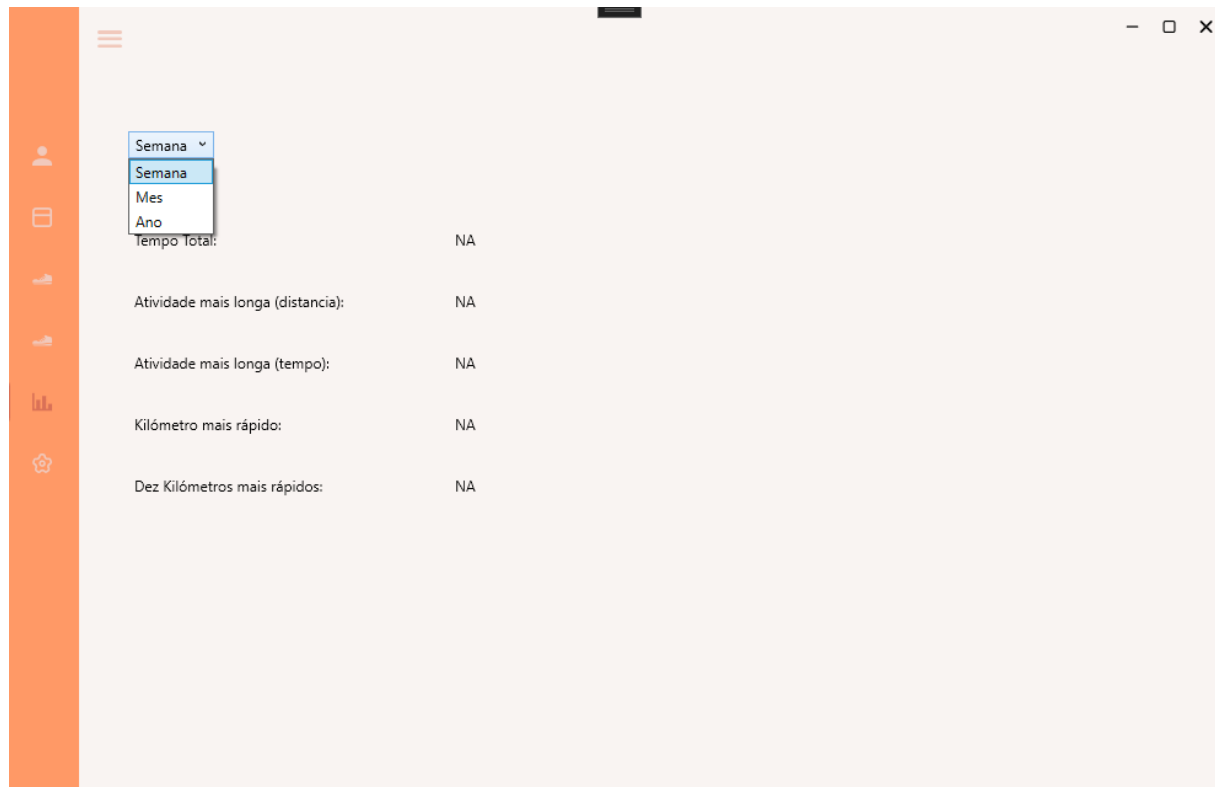 Semana
Semana
Mes
Ano
Tempo Total: NA
Atividade mais longa (distancia): NA
Atividade mais longa (tempo): NA
Kilómetro mais rápido: NA
Dez Kilómetros mais rápidos: NA